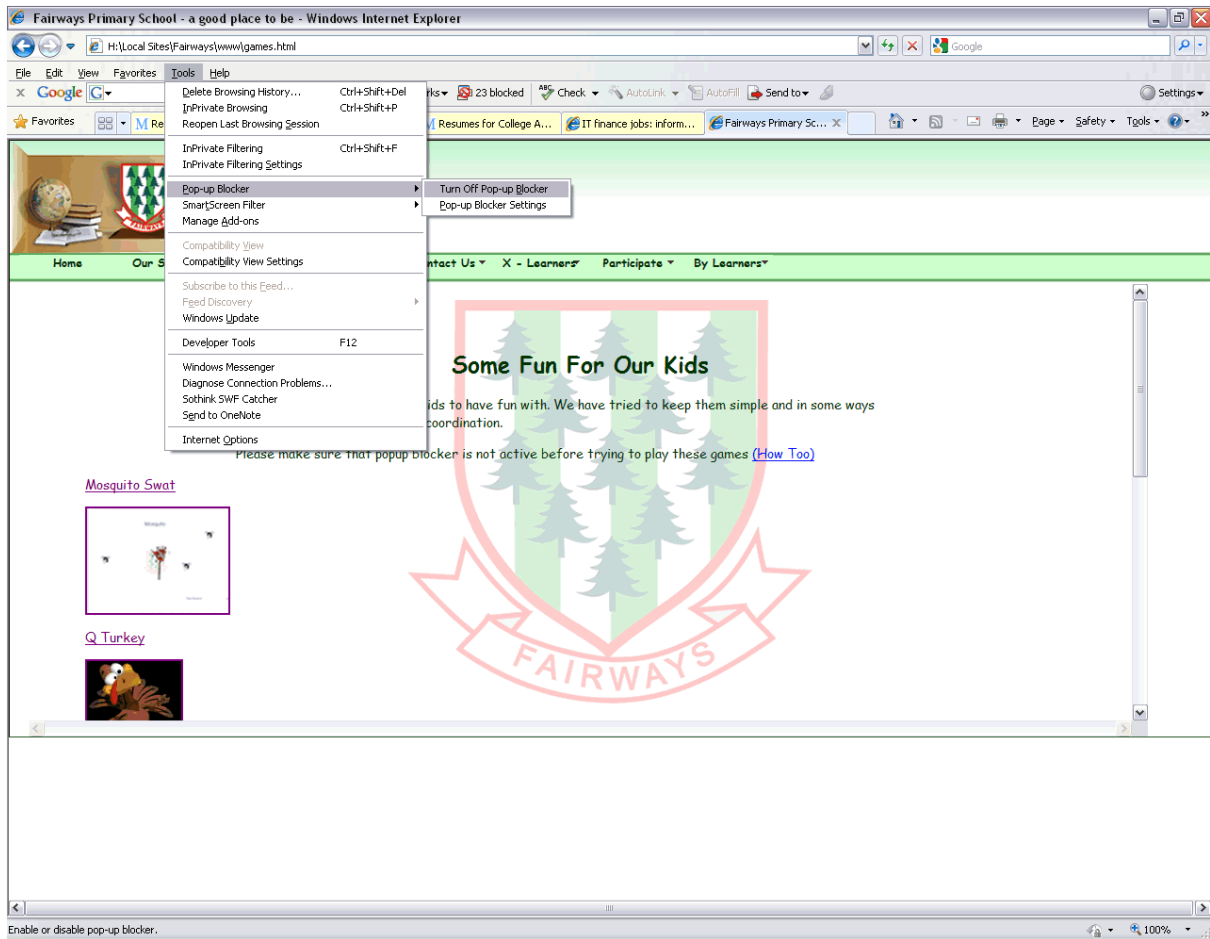 Fairways Primary School - a good place to be - Windows Internet Explorer
H:\Local Sites\Fairways\www\games.html
Google
File Edit View Favorites Tools Help
x Google G
rks 23 blocked ABC Check AutoLink AutoFill Send to Settings
Favorites M Re M Resumes for College A... IT finance jobs: inform... Fairways Primary Sc... X Page Safety Tools »
Delete Browsing History... Ctrl+Shift+Del
InPrivate Browsing Ctrl+Shift+P
Reopen Last Browsing Session
InPrivate Filtering Ctrl+Shift+F
InPrivate Filtering Settings
Pop-up Blocker
Turn Off Pop-up Blocker
SmartScreen Filter
Pop-up Blocker Settings
Manage Add-ons
Compatibility View
Compatibility View Settings
Subscribe to this Feed...
Feed Discovery
Windows Update
Developer Tools F12
Windows Messenger
Diagnose Connection Problems...
Sothink SWF Catcher
Send to OneNote
Internet Options
Home Our S ntact Us X - Learners Participate By Learners
Some Fun For Our Kids
ids to have fun with. We have tried to keep them simple and in some ways
coordination.
Please make sure that popup blocker is not active before trying to play these games (How Too)
Mosquito Swat
Mosquito
Q Turkey
FAIRWAYS
Enable or disable pop-up blocker.
100%